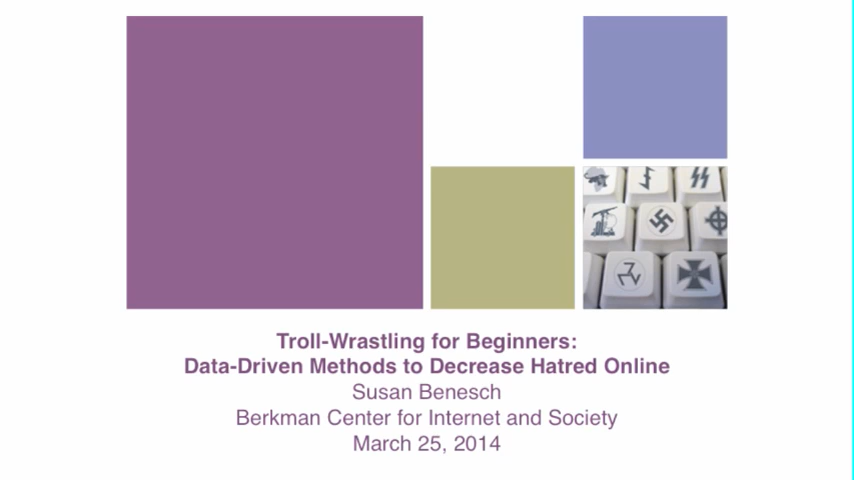 Troll-Wrastling for Beginners:
Data-Driven Methods to Decrease Hatred Online
Susan Benesch
Berkman Center for Internet and Society
March 25, 2014